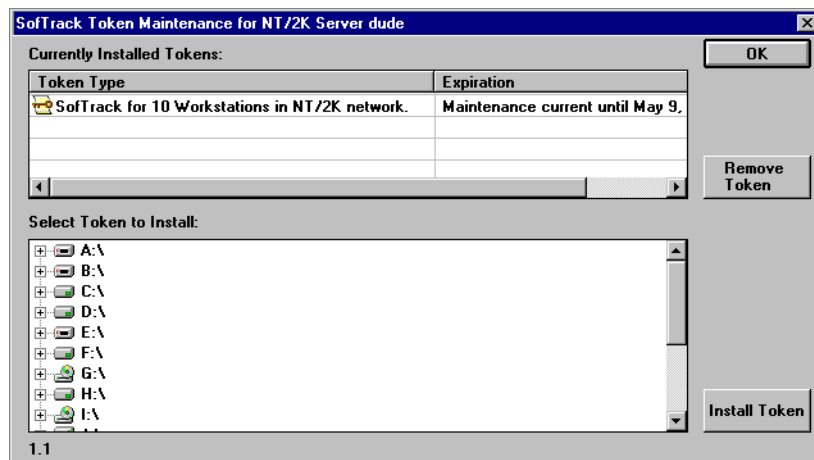 SofTrack Token Maintenance for NT/2K Server dude
Currently Installed Tokens:
OK
Token Type Expiration
SofTrack for 10 Workstations in NT/2K network. Maintenance current until May 9,
Remove
Token
Select Token to Install:
A:\
B:\
C:\
D:\
E:\
F:\
G:\
H:\
I:\
Install Token
1.1